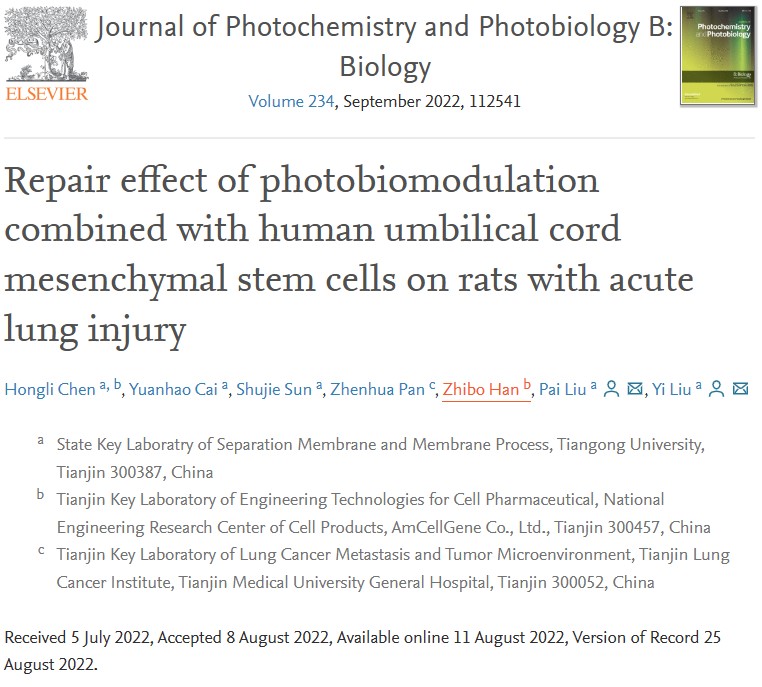 Journal of Photochemistry and Photobiology B:
Biology
ELSEVIER
Volume 234, September 2022, 112541
Photochemistry
and Photobiology
Repair effect of photobiomodulation
combined with human umbilical cord
mesenchymal stem cells on rats with acute
lung injury
Hongli Chen a, b, Yuanhao Cai a, Shujie Sun a, Zhenhua Pan c, Zhibo Han b, Pai Liu a, Yi Liu a
a State Key Laboratry of Separation Membrane and Membrane Process, Tiangong University,
Tianjin 300387, China
b Tianjin Key Laboratory of Engineering Technologies for Cell Pharmaceutical, National
Engineering Research Center of Cell Products, AmCellGene Co., Ltd., Tianjin 300457, China
c Tianjin Key Laboratory of Lung Cancer Metastasis and Tumor Microenvironment, Tianjin Lung
Cancer Institute, Tianjin Medical University General Hospital, Tianjin 300052, China
Received 5 July 2022, Accepted 8 August 2022, Available online 11 August 2022, Version of Record 25
August 2022.